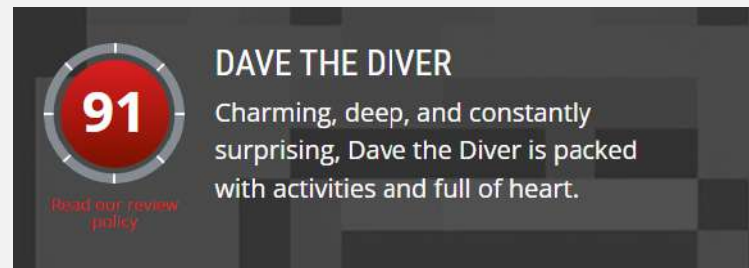 91
Read our review
policy
DAVE THE DIVER
Charming, deep, and constantly
surprising, Dave the Diver is packed
with activities and full of heart.